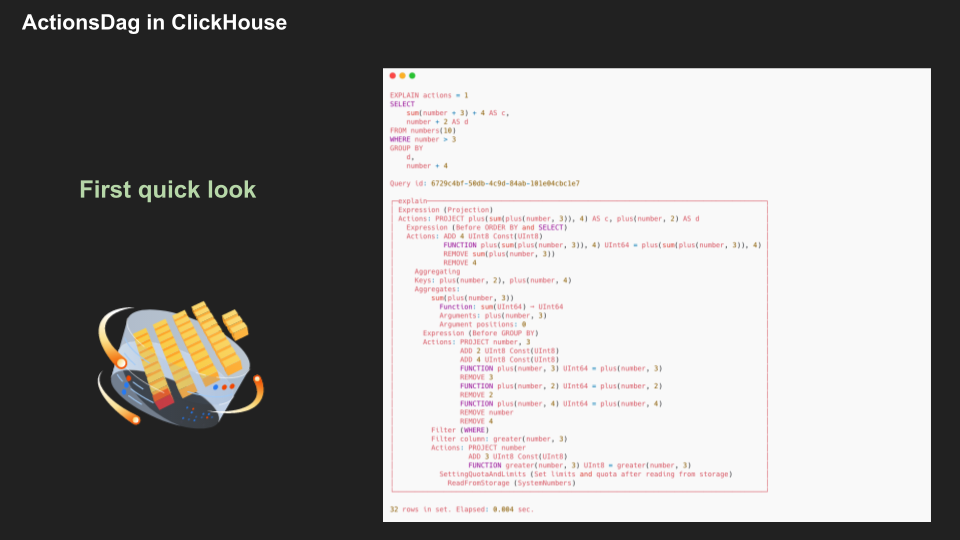 ActionsDag in ClickHouse
First quick look
EXPLAIN actions = 1
SELECT
sum(number + 3) + 4 AS c,
number + 2 AS d
FROM numbers(10)
WHERE number > 3
GROUP BY
d,
number + 4
Query id: 6729c4bf-50db-4c9d-84ab-101e04cbc1e7
explain
Expression (Projection)
Actions: PROJECT plus(sum(plus(number, 3)), 4) AS c, plus(number, 2) AS d
Expression (Before ORDER BY and SELECT)
Actions: ADD 4 UInt8 Const(UInt8)
FUNCTION plus(sum(plus(number, 3)), 4) UInt64 = plus(sum(plus(number, 3)), 4)
REMOVE sum(plus(number, 3))
REMOVE 4
Aggregating
Keys: plus(number, 2), plus(number, 4)
Aggregates:
sum(plus(number, 3))
Function: sum(UInt64) → UInt64
Arguments: plus(number, 3)
Argument positions: 0
Expression (Before GROUP BY)
Actions: PROJECT number, 3
ADD 2 UInt8 Const(UInt8)
ADD 4 UInt8 Const(UInt8)
FUNCTION plus(number, 3) UInt64 = plus(number, 3)
REMOVE 3
FUNCTION plus(number, 2) UInt64 = plus(number, 2)
REMOVE 2
FUNCTION plus(number, 4) UInt64 = plus(number, 4)
REMOVE number
REMOVE 4
Filter (WHERE)
Filter column: greater(number, 3)
Actions: PROJECT number
ADD 3 UInt8 Const(UInt8)
FUNCTION greater(number, 3) UInt8 = greater(number, 3)
SettingQuotaAndLimits (Set limits and quota after reading from storage)
ReadFromStorage (SystemNumbers)
32 rows in set. Elapsed: 0.004 sec.